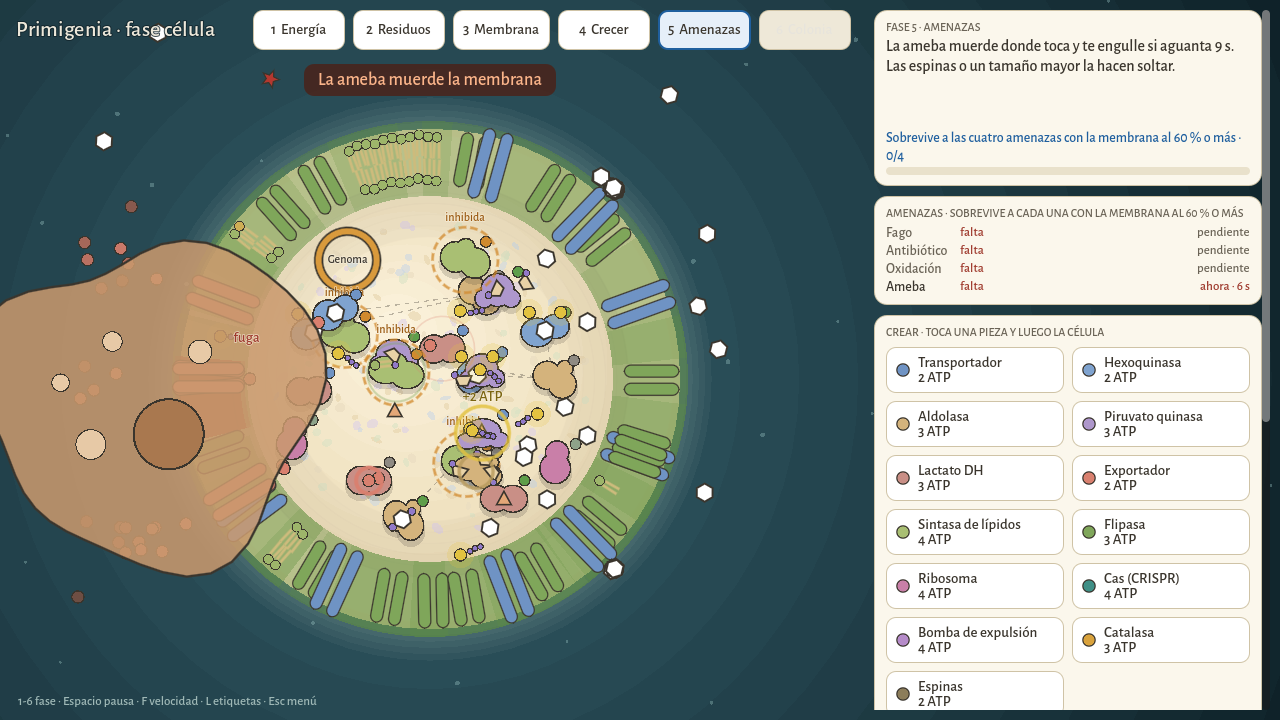 Primigenia · fase célula
1 Energía
2 Residuos
3 Membrana
4 Crecer
5 Amenazas
La ameba muerde la membrana
FASE 5 · AMENAZAS
La ameba muerde donde toca y te engulle si aguanta 9 s.
Las espinas o un tamaño mayor la hacen soltar.
Sobrevive a las cuatro amenazas con la membrana al 60 % o más ·
0/4
AMENAZAS · SOBREVIVE A CADA UNA CON LA MEMBRANA AL 60 % O MÁS
Fago falta pendiente
Antibiótico falta pendiente
Oxidación falta pendiente
Ameba falta ahora · 6 s
CREAR · TOCA UNA PIEZA Y LUEGO LA CÉLULA
Transportador
2 ATP
Hexoquinasa
2 ATP
Aldolasa
3 ATP
Piruvato quinasa
3 ATP
Lactato DH
3 ATP
Exportador
2 ATP
Sintasa de lípidos
4 ATP
Flipasa
3 ATP
Ribosoma
4 ATP
Cas (CRISPR)
4 ATP
Bomba de expulsión
4 ATP
Catalasa
3 ATP
Espinas
2 ATP
inhibida
Genoma
fuga
inhibida
+2 ATP
1-6 fase · Espacio pausa · F velocidad · L etiquetas · Esc menú